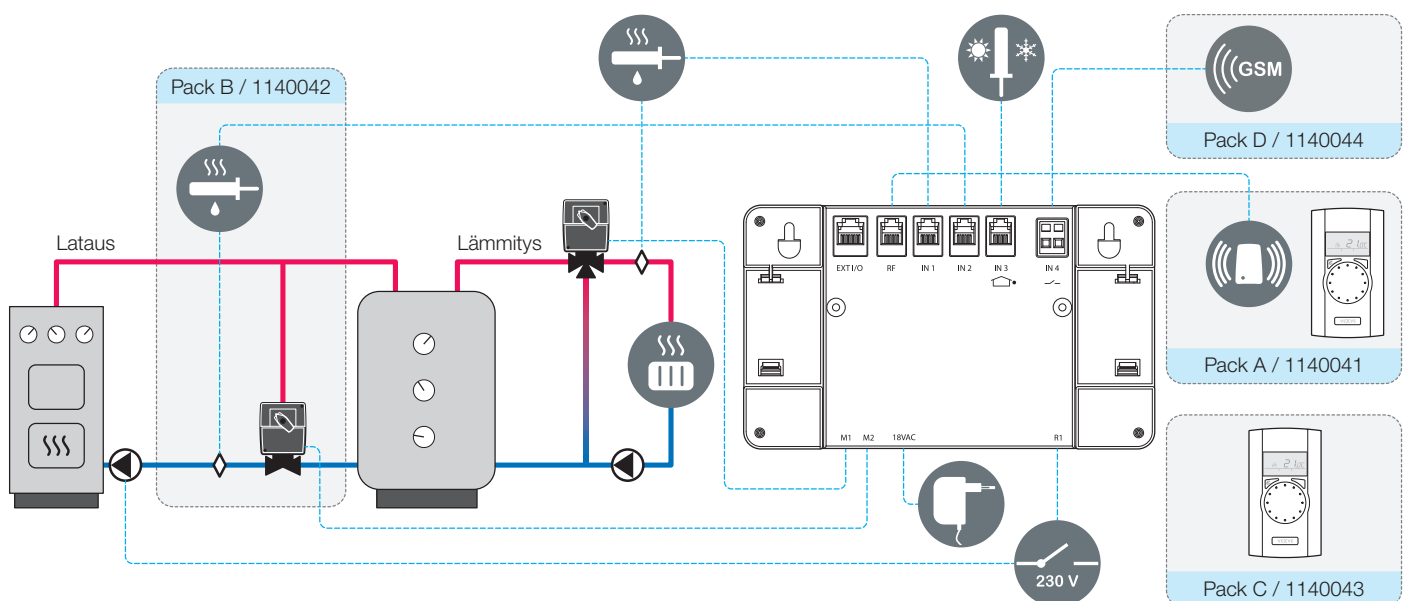 Pack B / 1140042
GSM
Pack D / 1140044
Lataus
Lämmitys
EXT I/O
RF
IN 1
IN 2
IN 3
IN 4
Pack A / 1140041
M1
M2
18VAC
R1
230 V
Pack C / 1140043